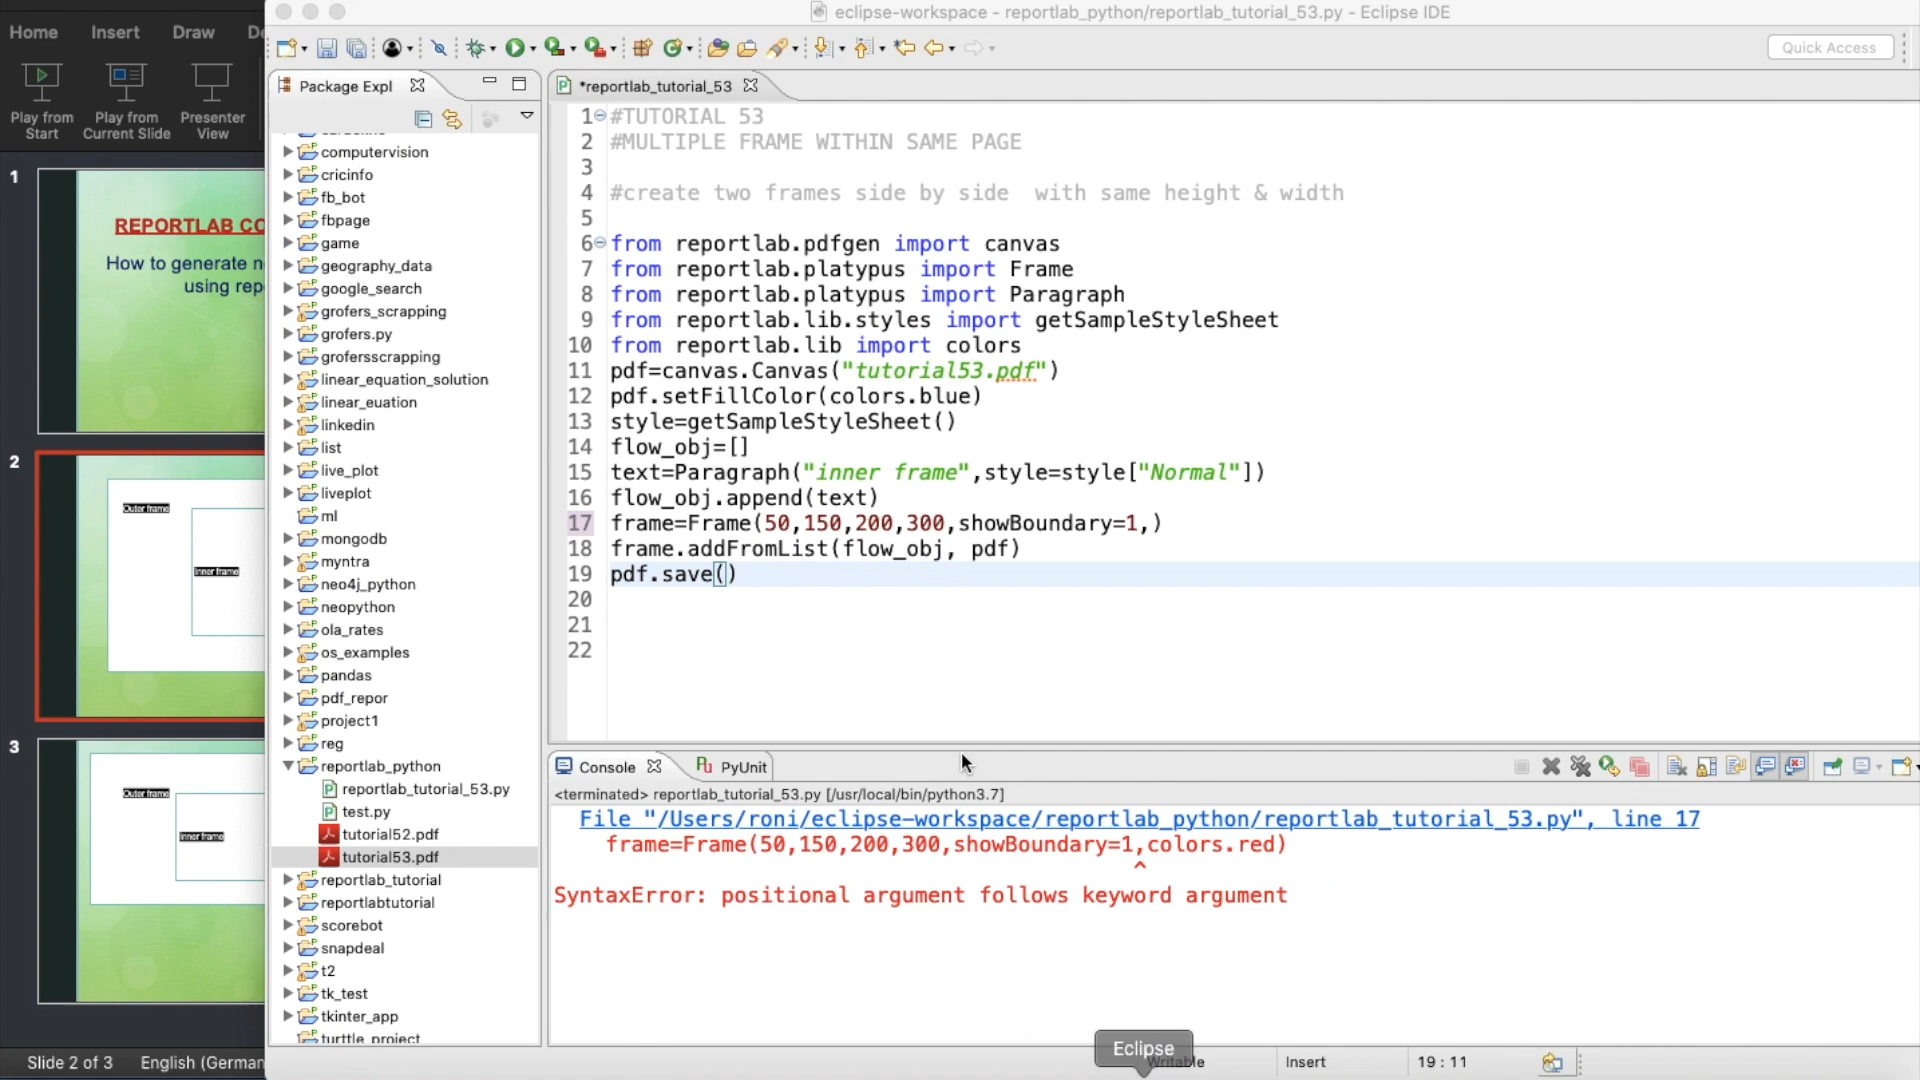 eclipse-workspace - reportlab_python/reportlab_tutorial_53.py - Eclipse IDE
Home
Insert
Draw
Play from Start
Play from Current Slide
Presenter View
Quick Access
1
REPORTLAB
How to generate
using
2
Outer frame
Inner frame
3
Outer frame
Inner frame
Slide 2 of 3
English (German
Package Expl
computervision
cricinfo
fb_bot
fbpage
game
geography_data
google_search
grofers_scrapping
grofers.py
grofersscrapping
linear_equation_solution
linear_euation
linkedin
list
live_plot
liveplot
ml
mongodb
myntra
neo4j_python
neopython
ola_rates
os_examples
pandas
pdf_repor
project1
reg
reportlab_python
reportlab_tutorial_53.py
test.py
tutorial52.pdf
tutorial53.pdf
reportlab_tutorial
reportlabtutorial
scorebot
snapdeal
t2
tk_test
tkinter_app
turttle_project
*reportlab_tutorial_53
1 #TUTORIAL 53
2 #MULTIPLE FRAME WITHIN SAME PAGE
3
4 #create two frames side by side  with same height & width
5
6 from reportlab.pdfgen import canvas
7 from reportlab.platypus import Frame
8 from reportlab.platypus import Paragraph
9 from reportlab.lib.styles import getSampleStyleSheet
10 from reportlab.lib import colors
11 pdf=canvas.Canvas("tutorial53.pdf")
12 pdf.setFillColor(colors.blue)
13 style=getSampleStyleSheet()
14 flow_obj=[]
15 text=Paragraph("inner frame",style=style["Normal"])
16 flow_obj.append(text)
17 frame=Frame(50,150,200,300,showBoundary=1,)
18 frame.addFromList(flow_obj, pdf)
19 pdf.save()
20
21
22
Console
PyUnit
<terminated> reportlab_tutorial_53.py [/usr/local/bin/python3.7]
File "/Users/roni/eclipse-workspace/reportlab_python/reportlab_tutorial_53.py", line 17
frame=Frame(50,150,200,300,showBoundary=1,colors.red)
^
SyntaxError: positional argument follows keyword argument
Eclipse
Insert
19 : 11